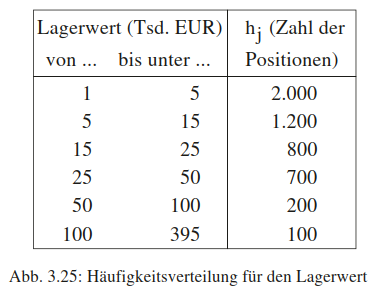 Lagerwert (Tsd. EUR) hj (Zahl der
von ... bis unter ... Positionen)
1 5 2.000
5 15 1.200
15 25 800
25 50 700
50 100 200
100 395 100
Abb. 3.25: Häufigkeitsverteilung für den Lagerwert